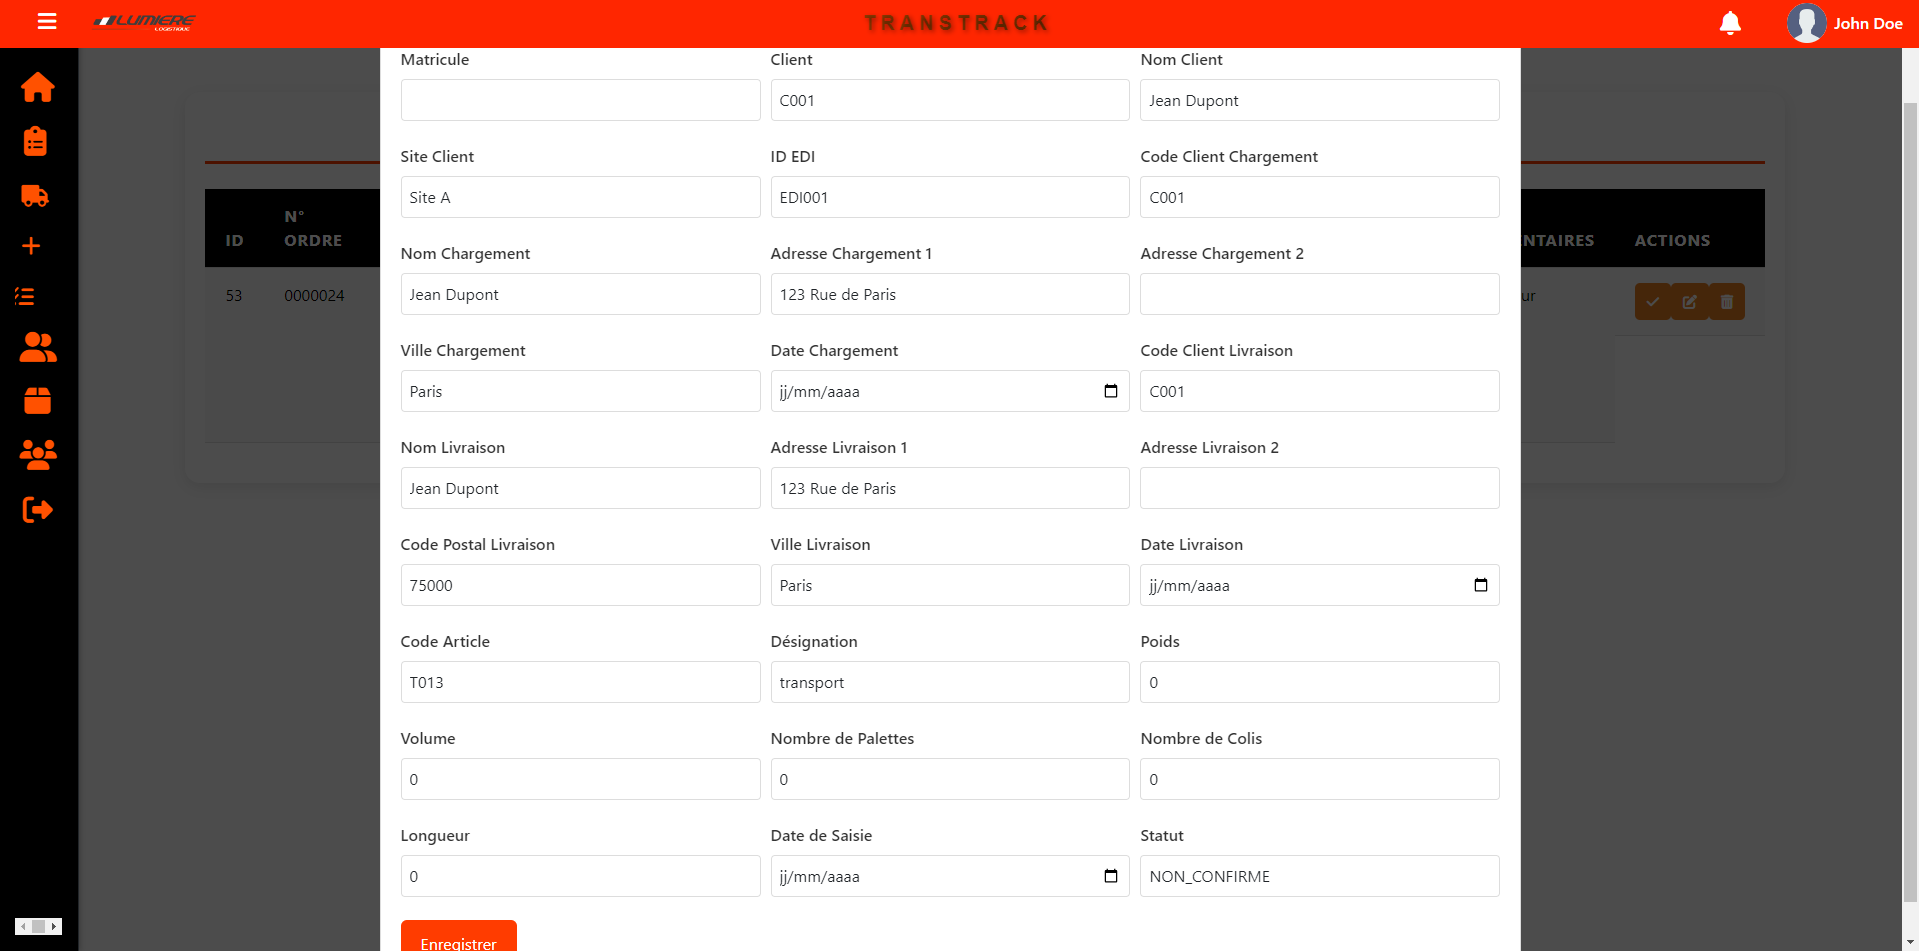 LUMIERE
LOGISTIQUE
TRANSTRACK
John Doe
Matricule
Client
Nom Client
C001
Jean Dupont
Site Client
ID EDI
Code Client Chargement
Site A
EDI001
C001
ID
N°
ORDRE
NTAIRES
ACTIONS
Nom Chargement
Adresse Chargement 1
Adresse Chargement 2
53
0000024
Jean Dupont
123 Rue de Paris
ur
Ville Chargement
Date Chargement
Code Client Livraison
Paris
jj/mm/aaaa
C001
Nom Livraison
Adresse Livraison 1
Adresse Livraison 2
Jean Dupont
123 Rue de Paris
Code Postal Livraison
Ville Livraison
Date Livraison
75000
Paris
jj/mm/aaaa
Code Article
Désignation
Poids
T013
transport
0
Volume
Nombre de Palettes
Nombre de Colis
0
0
0
Longueur
Date de Saisie
Statut
0
jj/mm/aaaa
NON_CONFIRME
Enregistrer